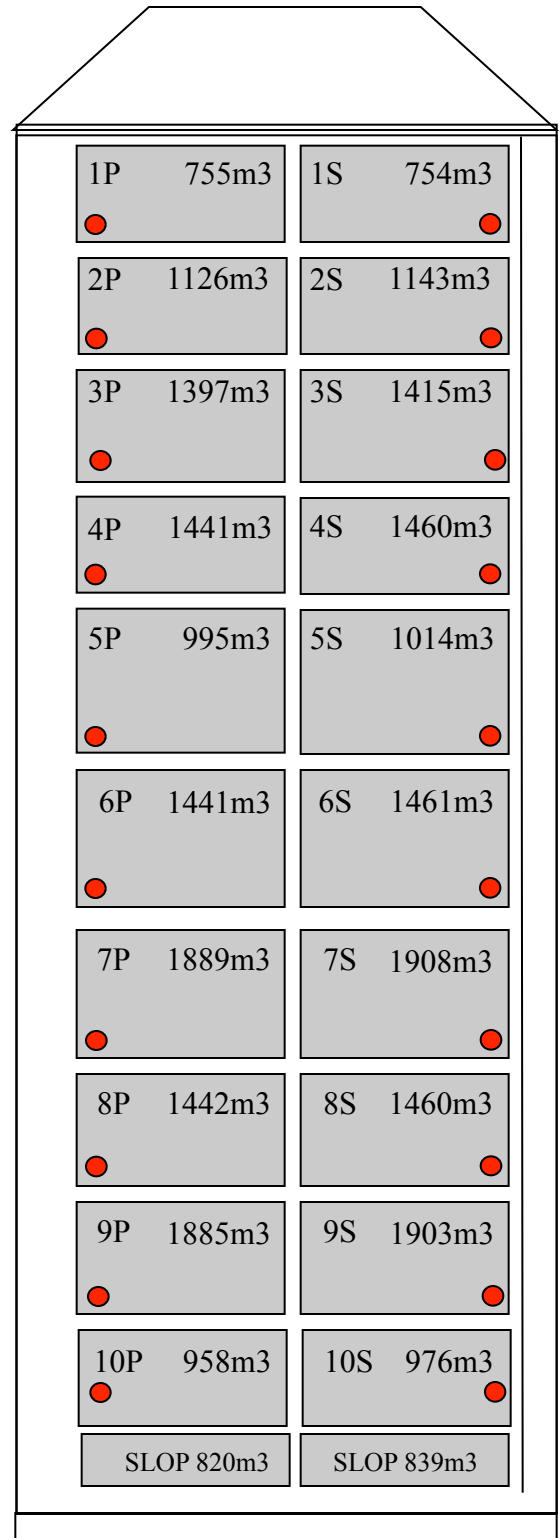 1P 755m3 1S 754m3
2P 1126m3 2S 1143m3
3P 1397m3 3S 1415m3
4P 1441m3 4S 1460m3
5P 995m3 5S 1014m3
6P 1441m3 6S 1461m3
7P 1889m3 7S 1908m3
8P 1442m3 8S 1460m3
9P 1885m3 9S 1903m3
10P 958m3 10S 976m3
SLOP 820m3 SLOP 839m3